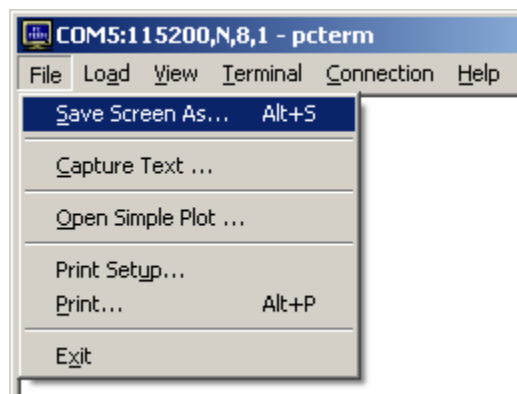 COM5:115200,N,8,1 - pcterm
File Load View Terminal Connection Help
Save Screen As... Alt+S
Capture Text ...
Open Simple Plot ...
Print Setup...
Print... Alt+P
Exit